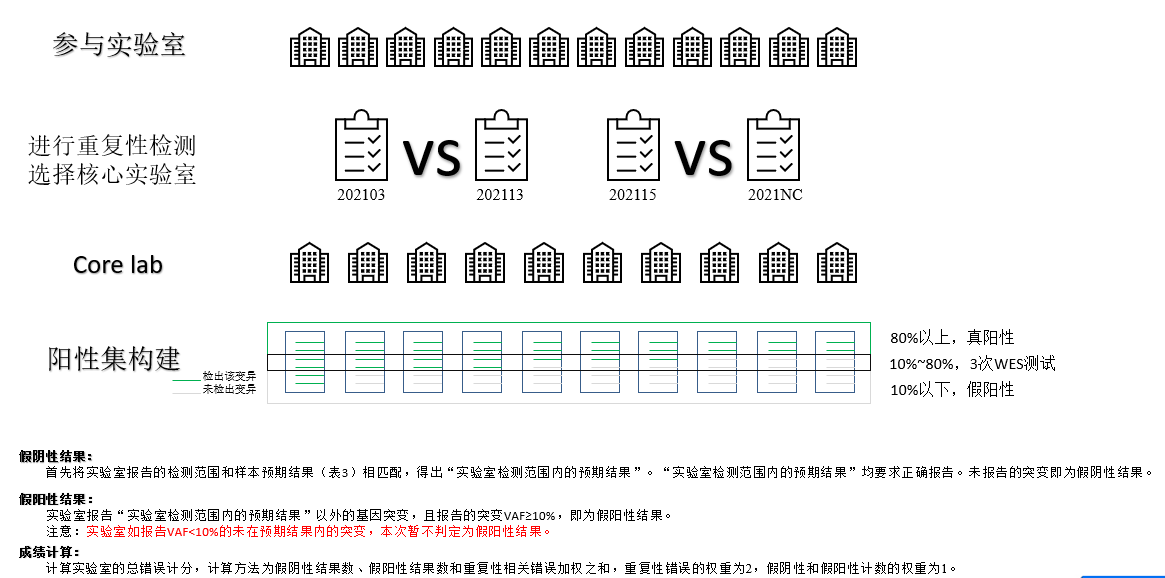 参与实验室
进行重复性检测
选择核心实验室
VS
VS
202103
202113
202115
2021NC
Core lab
阳性集构建
检出该变异
未检出变异
80%以上，真阳性
10%~80%，3次WES测试
10%以下，假阳性
假阴性结果：
首先将实验室报告的检测范围和样本预期结果（表3）相匹配，得出“实验室检测范围内的预期结果”。“实验室检测范围内的预期结果”均要求正确报告。未报告的突变即为假阴性结果。
假阳性结果：
实验室报告“实验室检测范围内的预期结果”以外的基因突变，且报告的突变VAF≥10%，即为假阳性结果。
注意：实验室如报告VAF<10%的未在预期结果内的突变，本次暂不判定为假阳性结果。
成绩计算：
计算实验室的总错误计分，计算方法为假阴性结果数、假阳性结果数和重复性相关错误加权之和，重复性错误的权重为2，假阴性和假阳性计数的权重为1。